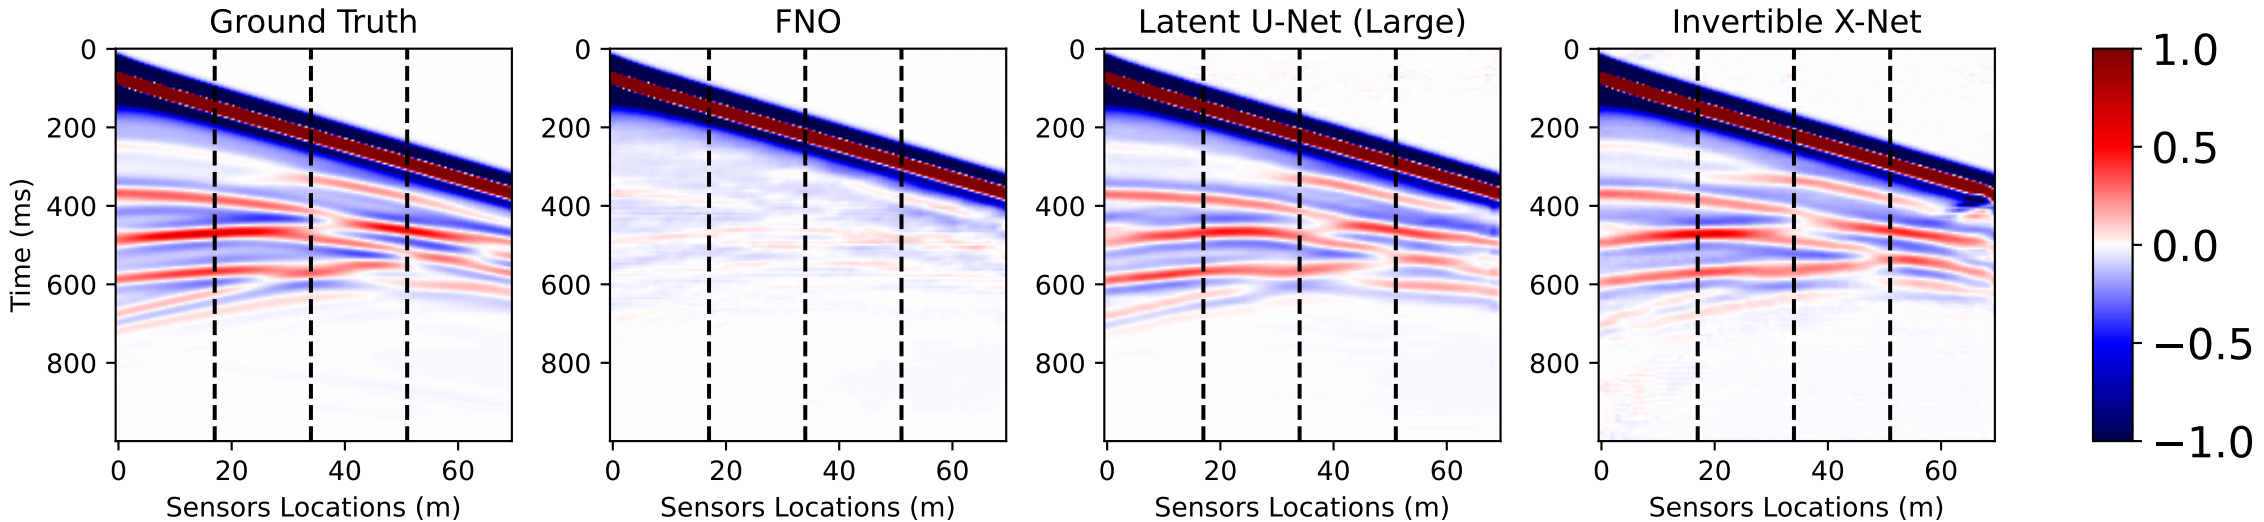 Ground Truth
FNO
Latent U-Net (Large)
Invertible X-Net
Time (ms)
0
200
400
600
800
0 20 40 60
Sensors Locations (m)
0
200
400
600
800
0 20 40 60
Sensors Locations (m)
0
200
400
600
800
0 20 40 60
Sensors Locations (m)
0
200
400
600
800
0 20 40 60
Sensors Locations (m)
1.0
0.5
0.0
−0.5
−1.0